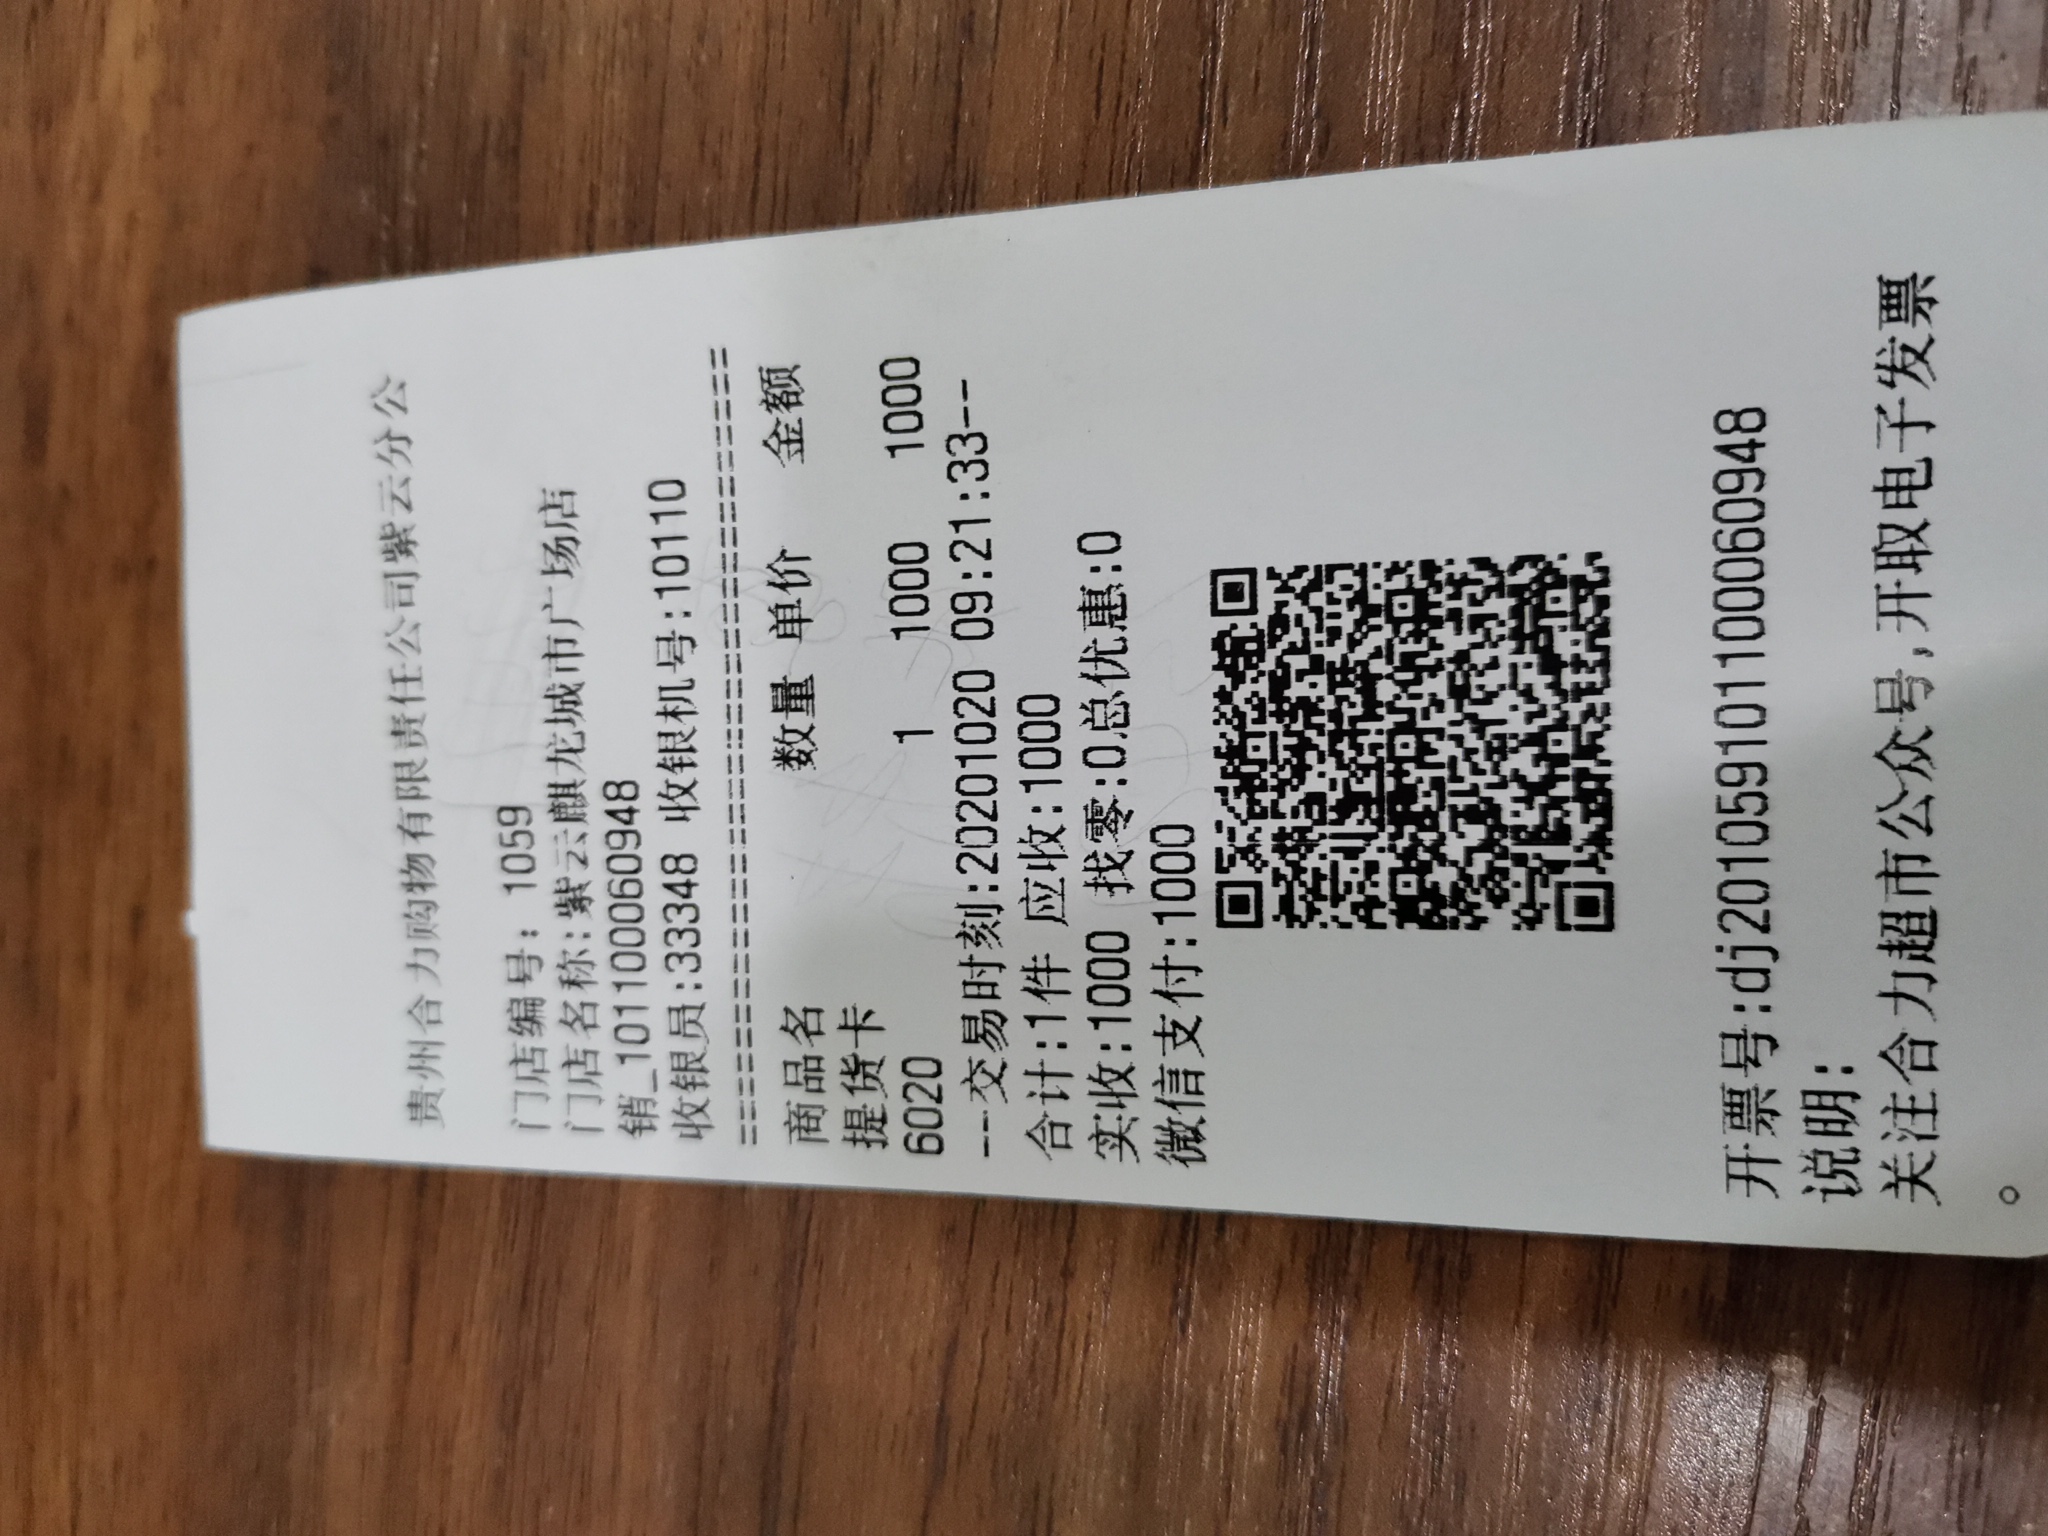 贵州合力购物有限责任公司紫云分公
门店编号: 1059
门店名称:紫云麒龙城市广场店
销_1011000060948
收银员:33348 收银机号:10110
================================
商品名 数量 单价 金额
提货卡
6020 1 1000 1000
---交易时刻:20201020 09:21:33--
合计:1件 应收:1000
实收:1000 找零:0总优惠:0
微信支付:1000
开票号:dj2010591011000060948
说明:
关注合力超市公众号,开取电子发票
。